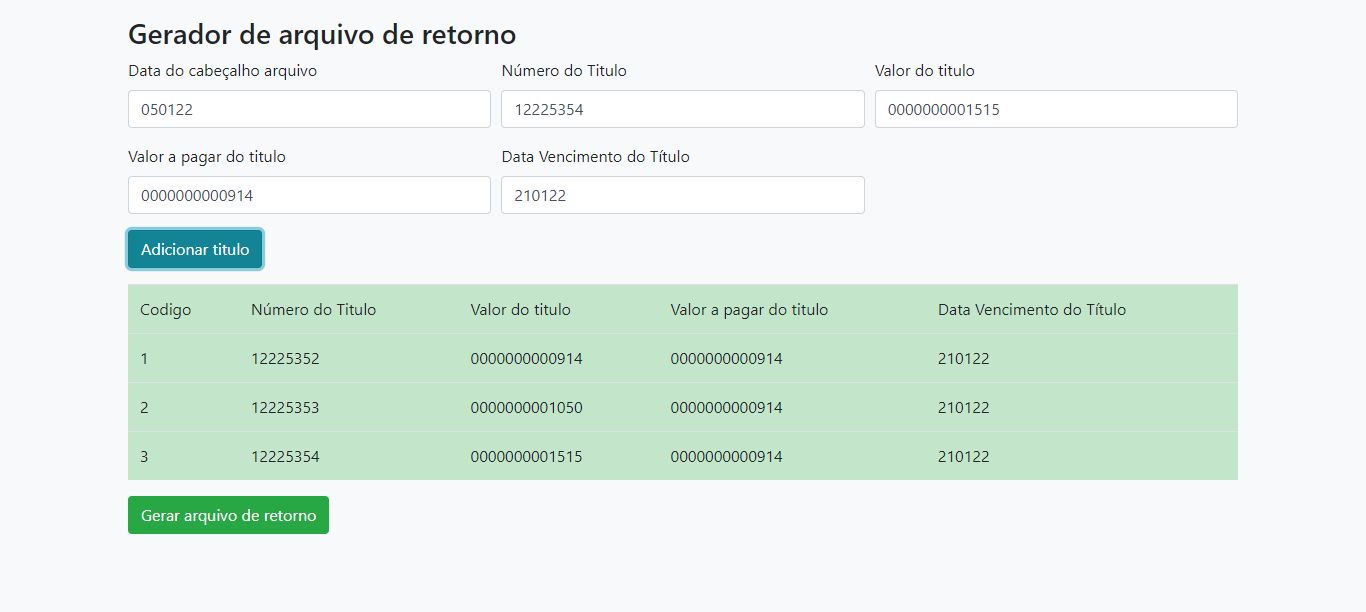 Gerador de arquivo de retorno
Data do cabeçalho arquivo Número do Titulo Valor do titulo
050122 12225354 0000000001515
Valor a pagar do titulo Data Vencimento do Título
0000000000914 210122
Adicionar titulo
Codigo Número do Titulo Valor do titulo Valor a pagar do titulo Data Vencimento do Título
1 12225352 0000000000914 0000000000914 210122
2 12225353 0000000001050 0000000000914 210122
3 12225354 0000000001515 0000000000914 210122
Gerar arquivo de retorno